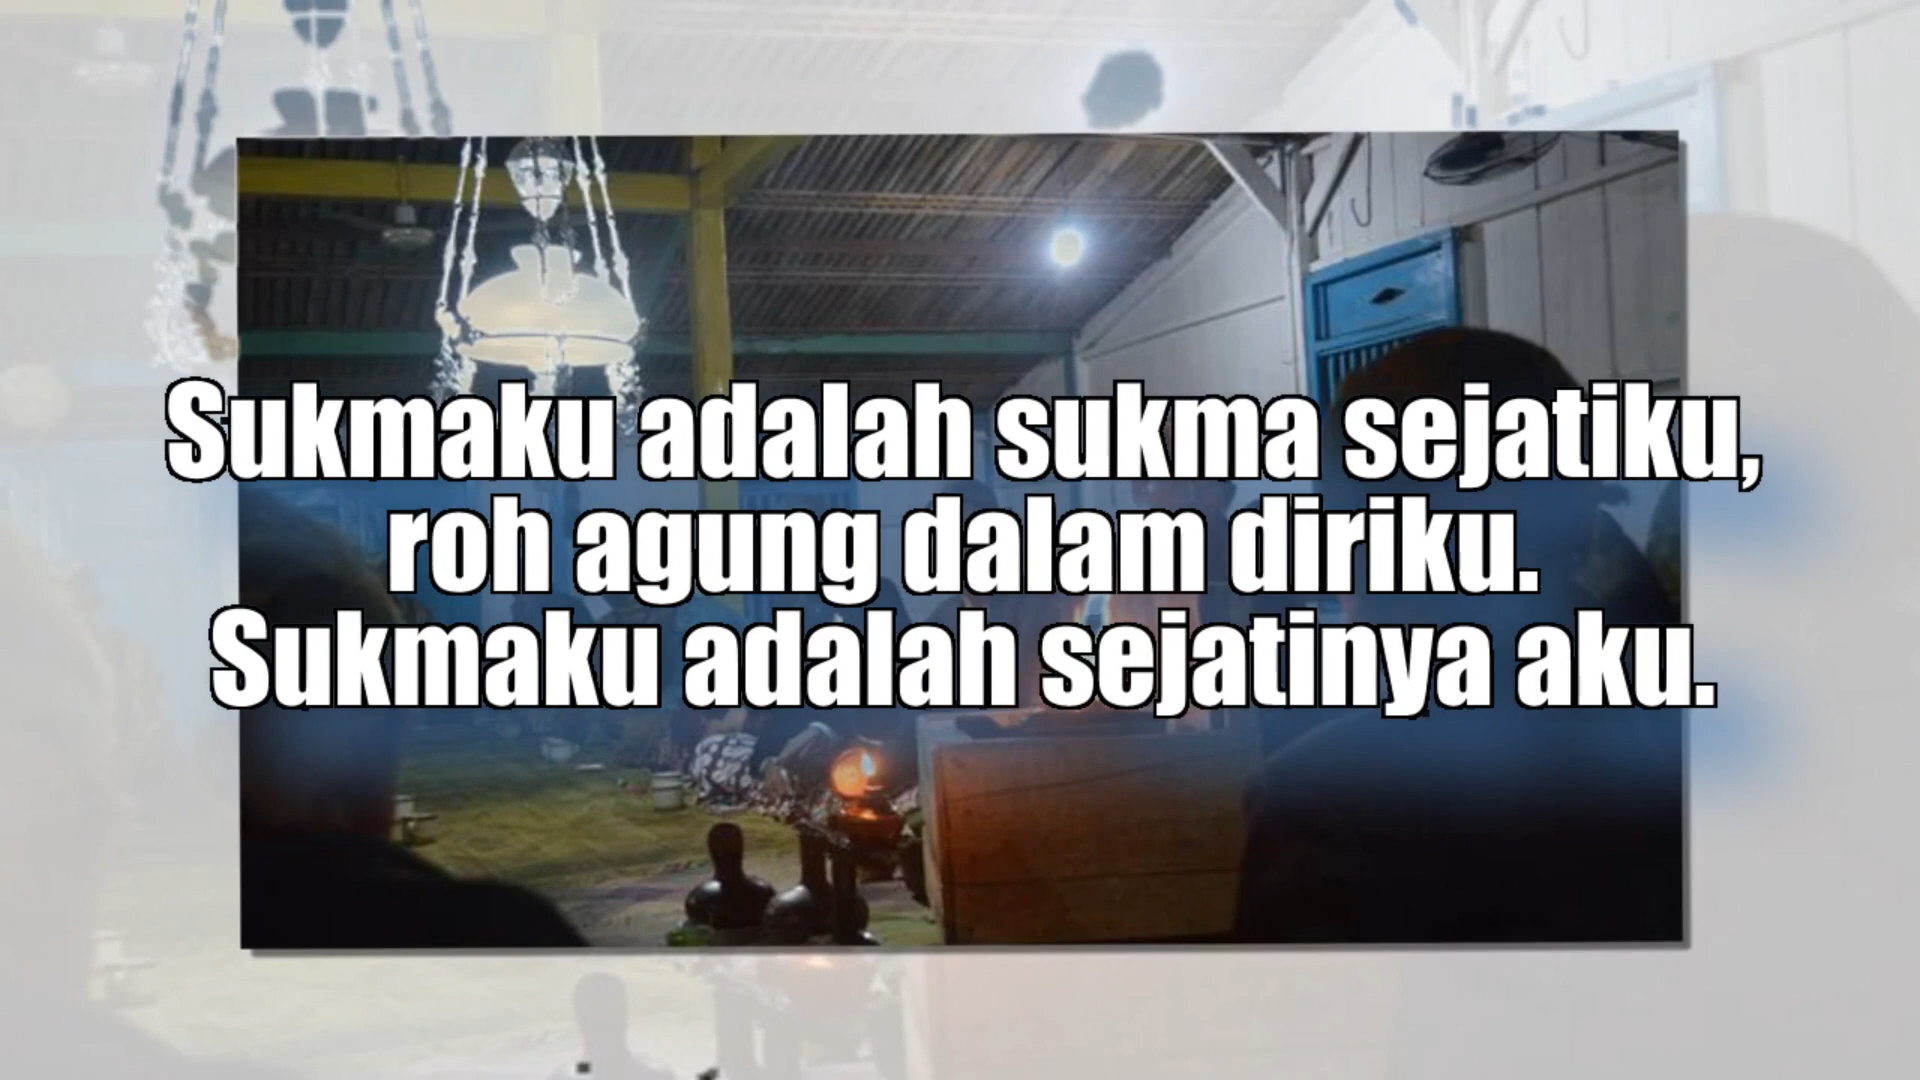 Sukmaku adalah sukma sejatiku,
roh agung dalam diriku.
Sukmaku adalah sejatinya aku.